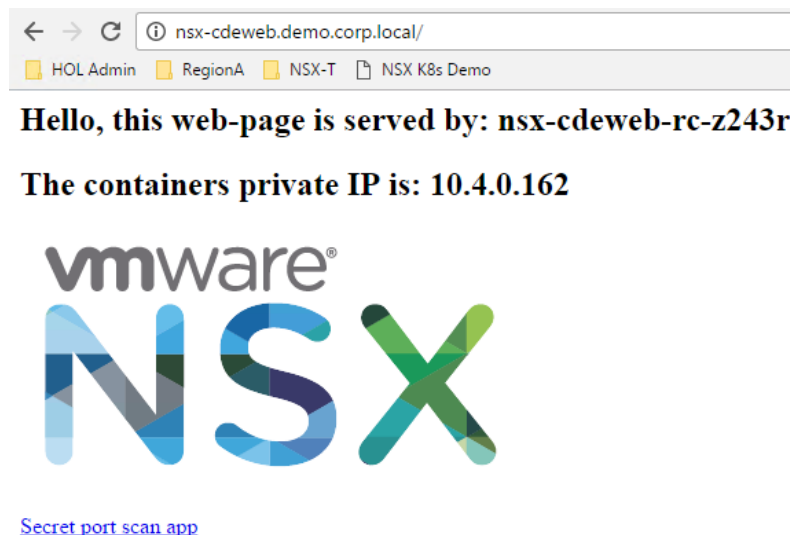 nsx-cdeweb.demo.corp.local/
HOL Admin RegionA NSX-T NSX K8s Demo
Hello, this web-page is served by: nsx-cdeweb-rc-z243r
The containers private IP is: 10.4.0.162
vmware®
NSX
Secret port scan app